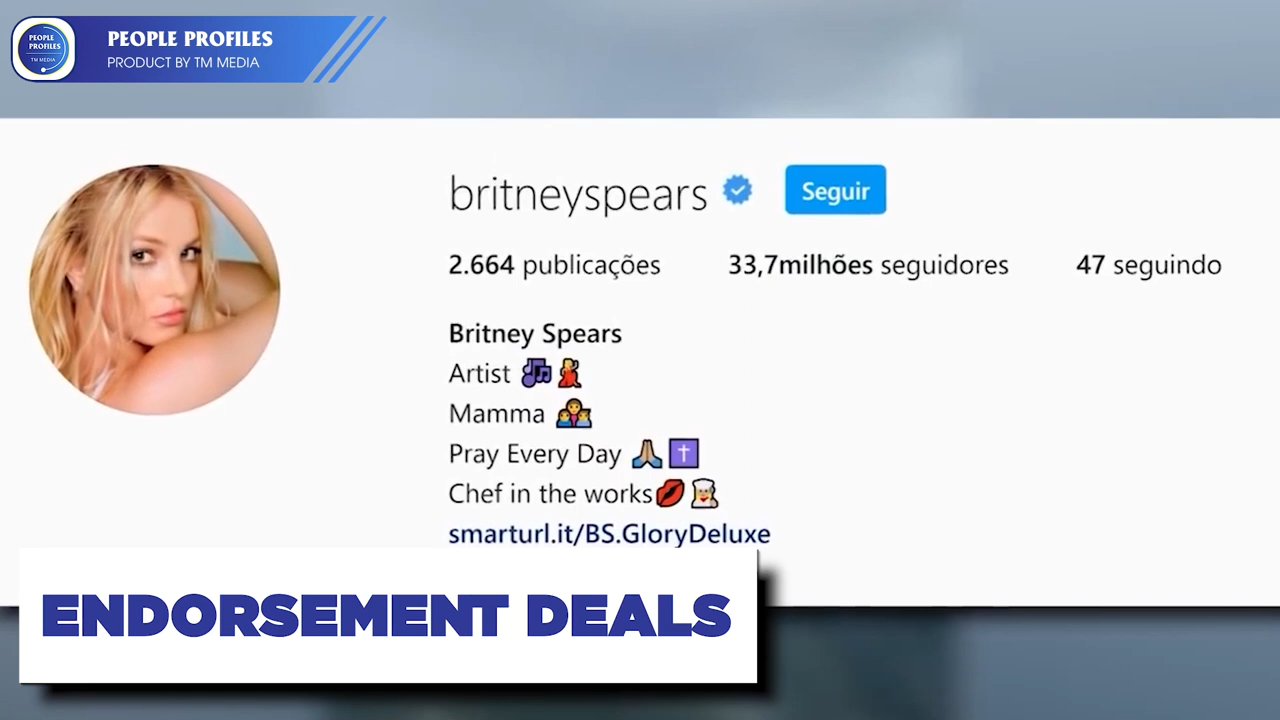 PEOPLE
PROFILES
TM MEDIA
PEOPLE PROFILES
PRODUCT BY TM MEDIA
britneyspears
Seguir
2.664 publicações 33,7milhões seguidores 47 seguindo
Britney Spears
Artist 🎶💃
Mamma 👩‍👧‍👦
Pray Every Day 🙏🏽✝️
Chef in the works💋👩🏼‍🍳
smarturl.it/BS.GloryDeluxe
ENDORSEMENT DEALS